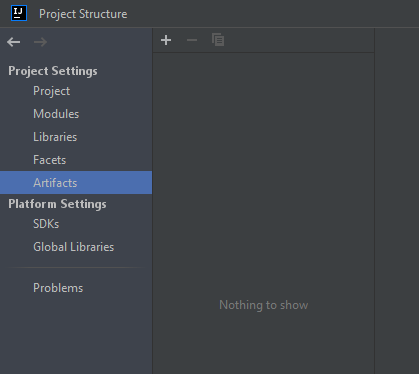 IJ Project Structure
Project Settings
Project
Modules
Libraries
Facets
Artifacts
Platform Settings
SDKs
Global Libraries
Problems
Nothing to show